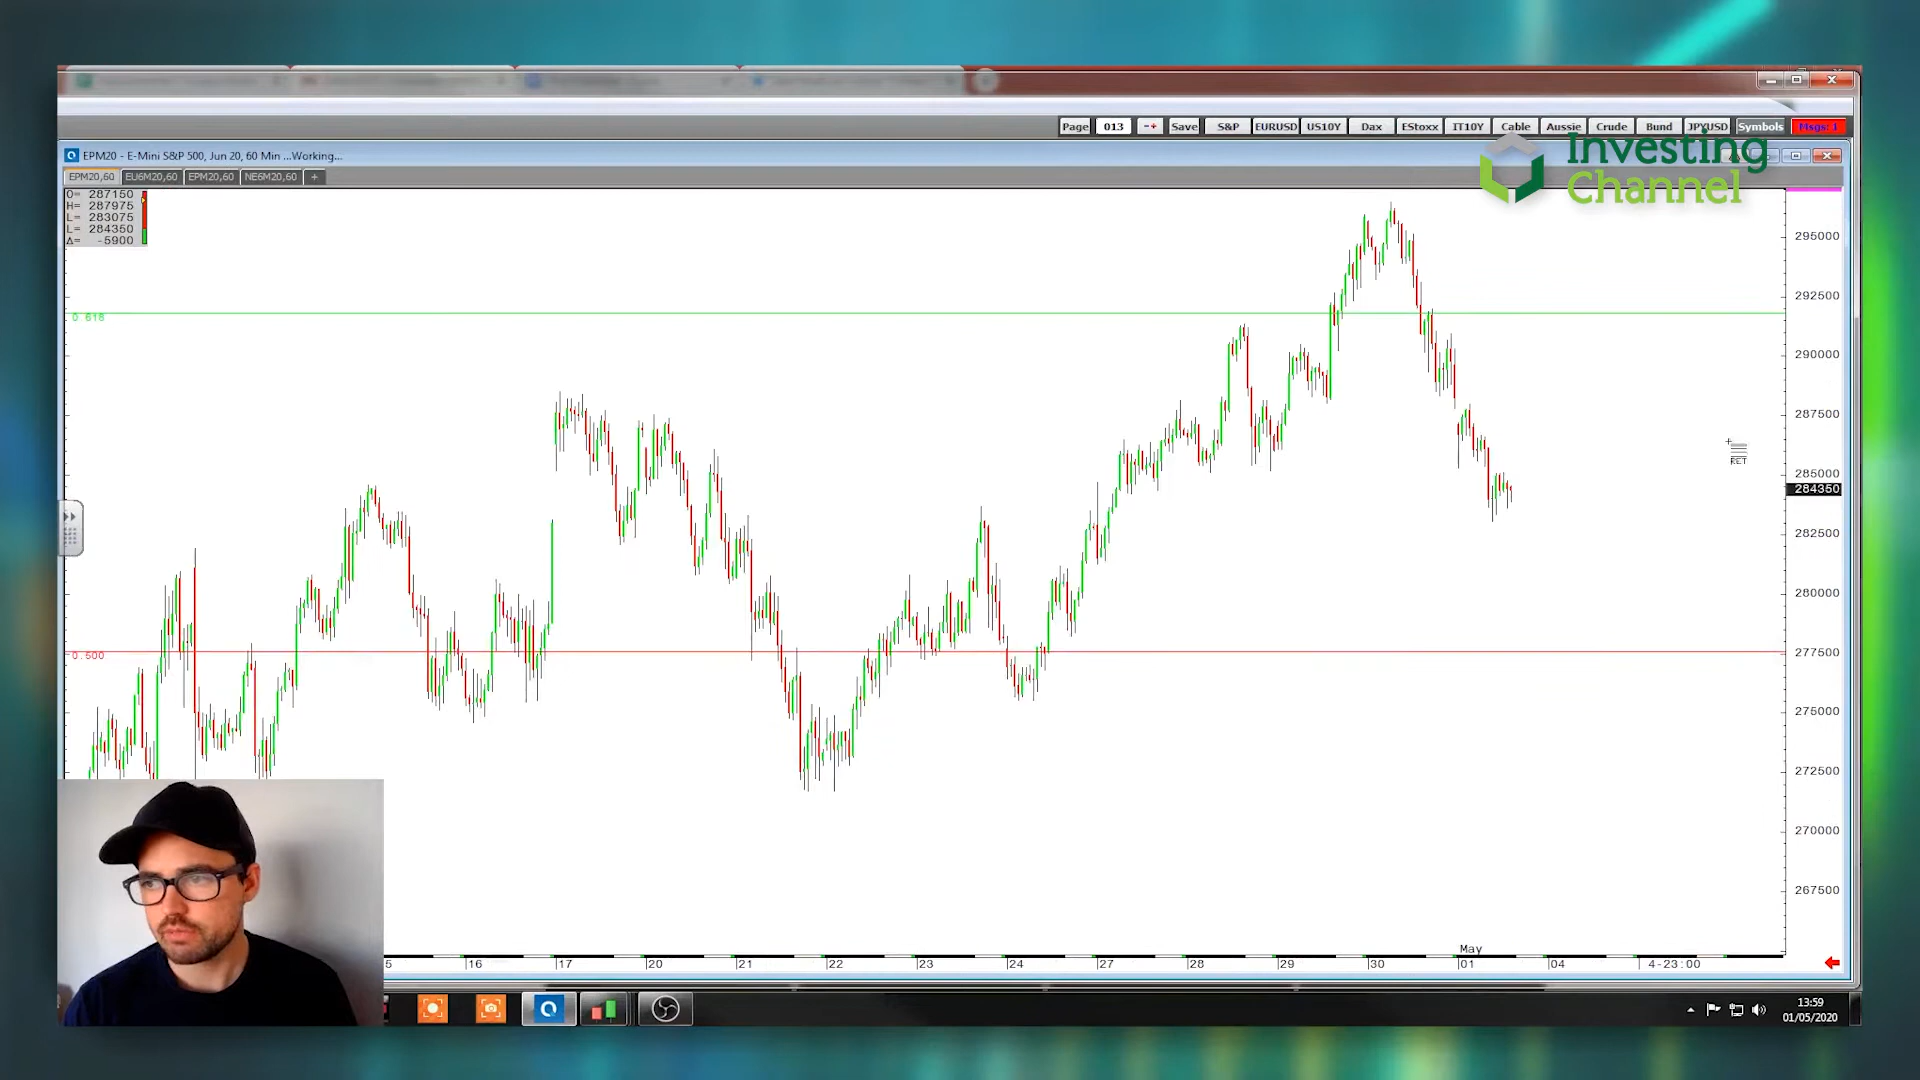 Page 013 -+ Save S&P EURUSD US10Y Dax EStoxx IT10Y Cable Aussie Crude Bund JPYUSD Symbols Msgs: 1
EPM20 - E-Mini S&P 500, Jun 20, 60 Min ...Working...
Investing
Channel
EPM20,60 EU6M20,60 EPM20,60 NE6M20,60 +
O= 287150
H= 287975
L= 283075
L= 284350
Δ= -5900
295000
292500
0.618
290000
287500
RET
285000
284350
282500
280000
277500
0.500
275000
272500
270000
267500
May
5 16 17 20 21 22 23 24 27 28 29 30 01 04 4-23:00
13:59
01/05/2020